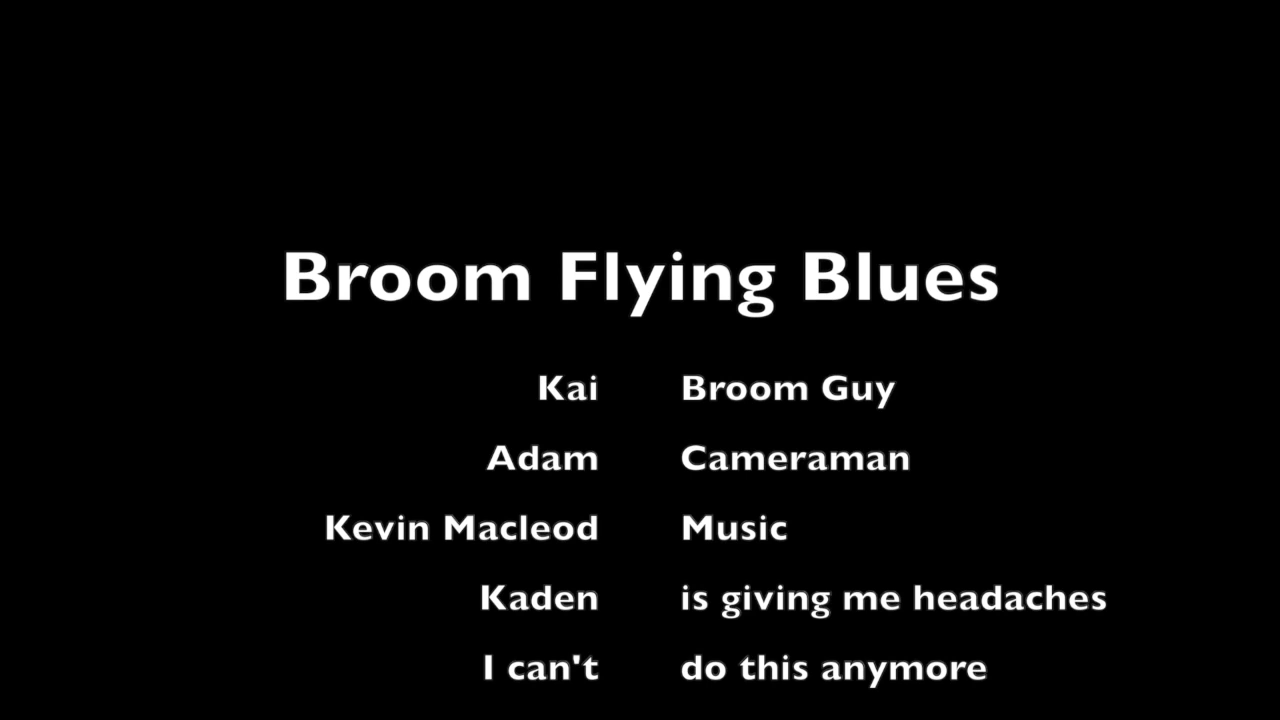 Broom Flying Blues
Kai Broom Guy
Adam Cameraman
Kevin Macleod Music
Kaden is giving me headaches
I can't do this anymore